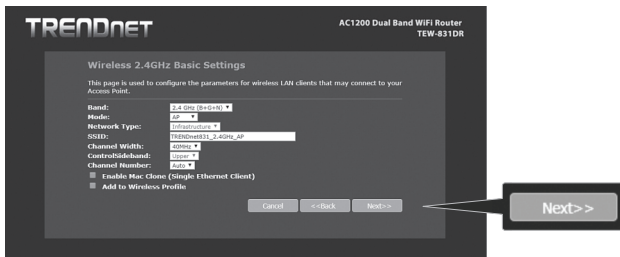 TRENDNET
AC1200 Dual Band WiFi Router
TEW-831DR
Wireless 2.4GHz Basic Settings
This page is used to configure the parameters for wireless LAN clients that may connect to your
Access Point.
Band: 2.4 GHz (B+G+N)
Mode: AP
Network Type: Infrastructure
SSID: TRENDnet831_2.4GHz_AP
Channel Width: 40MHz
ControlSideband: Upper
Channel Number: Auto
Enable Mac Clone (Single Ethernet Client)
Add to Wireless Profile
Cancel <<Back Next>>
Next>>